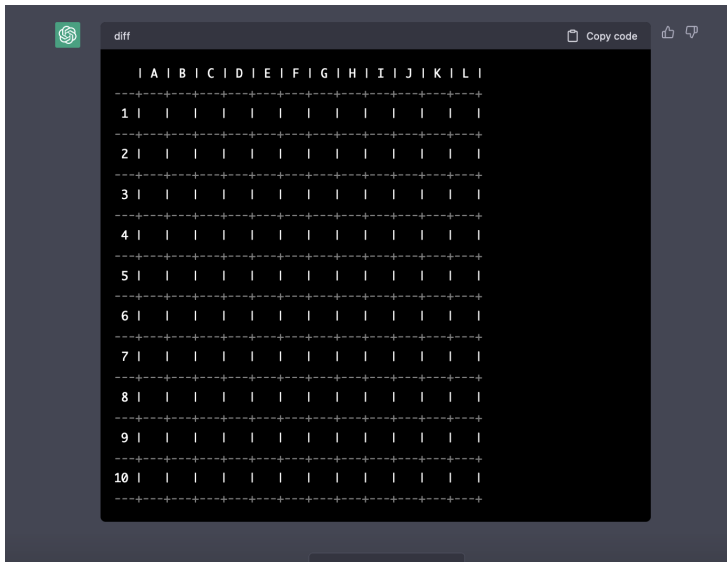 diff
Copy code
   | A | B | C | D | E | F | G | H | I | J | K | L |
---+---+---+---+---+---+---+---+---+---+---+---+---+
 1 |   |   |   |   |   |   |   |   |   |   |   |   |
---+---+---+---+---+---+---+---+---+---+---+---+---+
 2 |   |   |   |   |   |   |   |   |   |   |   |   |
---+---+---+---+---+---+---+---+---+---+---+---+---+
 3 |   |   |   |   |   |   |   |   |   |   |   |   |
---+---+---+---+---+---+---+---+---+---+---+---+---+
 4 |   |   |   |   |   |   |   |   |   |   |   |   |
---+---+---+---+---+---+---+---+---+---+---+---+---+
 5 |   |   |   |   |   |   |   |   |   |   |   |   |
---+---+---+---+---+---+---+---+---+---+---+---+---+
 6 |   |   |   |   |   |   |   |   |   |   |   |   |
---+---+---+---+---+---+---+---+---+---+---+---+---+
 7 |   |   |   |   |   |   |   |   |   |   |   |   |
---+---+---+---+---+---+---+---+---+---+---+---+---+
 8 |   |   |   |   |   |   |   |   |   |   |   |   |
---+---+---+---+---+---+---+---+---+---+---+---+---+
 9 |   |   |   |   |   |   |   |   |   |   |   |   |
---+---+---+---+---+---+---+---+---+---+---+---+---+
10 |   |   |   |   |   |   |   |   |   |   |   |   |
---+---+---+---+---+---+---+---+---+---+---+---+---+